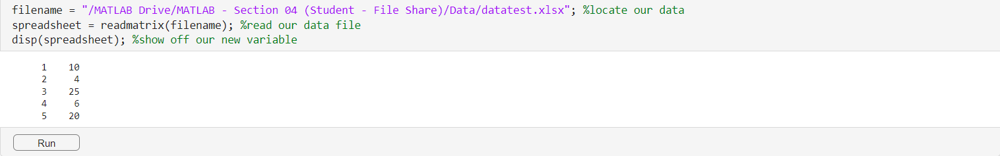 filename = "/MATLAB Drive/MATLAB - Section 04 (Student - File Share)/Data/datatest.xlsx"; %locate our data
spreadsheet = readmatrix(filename); %read our data file
disp(spreadsheet); %show off our new variable
1 10
2 4
3 25
4 6
5 20
Run